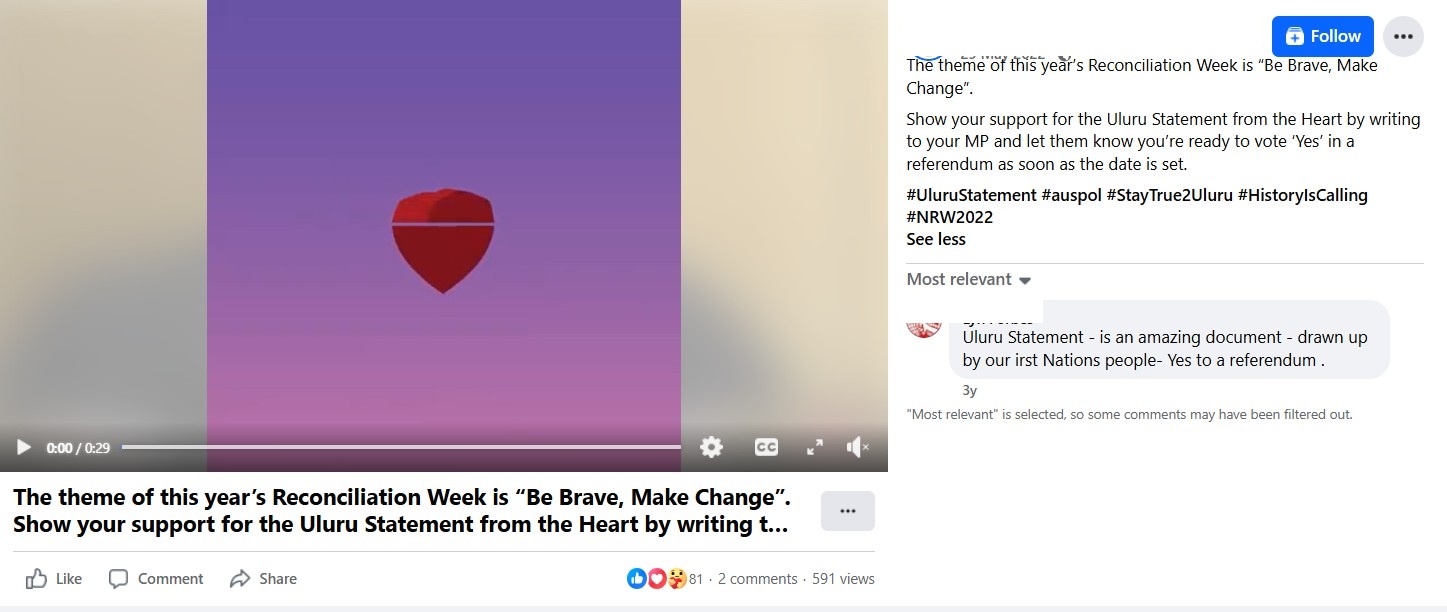 0:00 / 0:29
CC
The theme of this year’s Reconciliation Week is “Be Brave, Make Change”.
Show your support for the Uluru Statement from the Heart by writing t...
Like
Comment
Share
81 · 2 comments · 591 views
Follow
The theme of this year’s Reconciliation Week is “Be Brave, Make
Change”.
Show your support for the Uluru Statement from the Heart by writing
to your MP and let them know you’re ready to vote ‘Yes’ in a
referendum as soon as the date is set.
#UluruStatement #auspol #StayTrue2Uluru #HistoryIsCalling
#NRW2022
See less
Most relevant
Uluru Statement - is an amazing document - drawn up
by our irst Nations people- Yes to a referendum .
3y
"Most relevant" is selected, so some comments may have been filtered out.